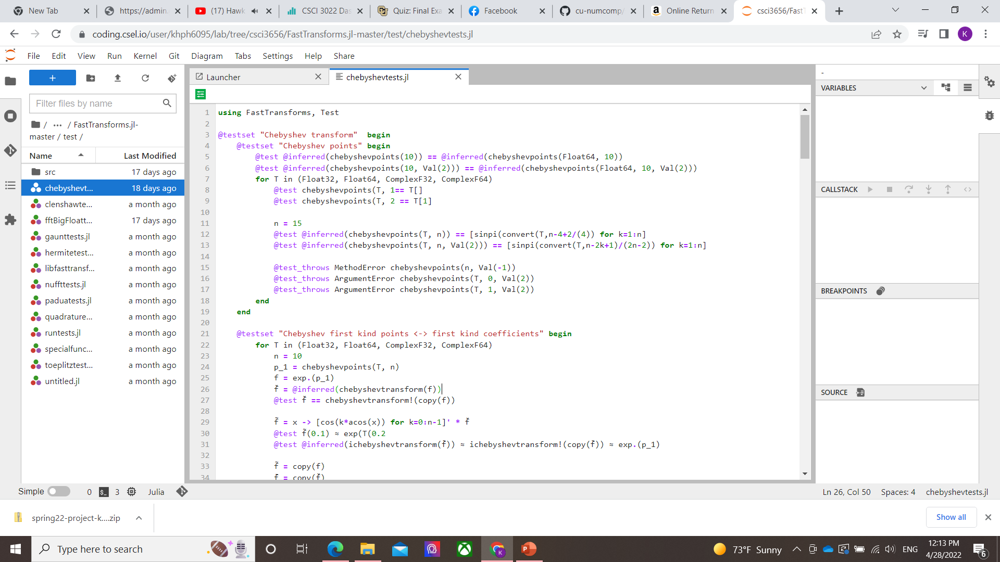 New Tab
https://admin.
(17) Hawk
CSCI 3022 Das
Quiz: Final Exa
Facebook
cu-numcomp/
Online Return
csci3656/FastT
coding.csel.io/user/khph6095/lab/tree/csci3656/FastTransforms.jl-master/test/chebyshevtests.jl
K
File Edit View Run Kernel Git Diagram Tabs Settings Help Share
Launcher
chebyshevtests.jl
Filter files by name
/ ... / FastTransforms.jl-
master / test /
Name Last Modified
src 17 days ago
chebyshevt... 18 days ago
clenshawte... a month ago
fftBigFloatt... 17 days ago
gaunttests.jl a month ago
hermitetest... a month ago
libfasttransf... a month ago
nuffttests.jl a month ago
paduatests.jl a month ago
quadrature... a month ago
runtests.jl a month ago
specialfunc... a month ago
toeplitztest... a month ago
untitled.jl a month ago
1 using FastTransforms, Test
2
3 @testset "Chebyshev transform"  begin
4     @testset "Chebyshev points" begin
5         @test @inferred(chebyshevpoints(10)) == @inferred(chebyshevpoints(Float64, 10))
6         @test @inferred(chebyshevpoints(10, Val(2))) == @inferred(chebyshevpoints(Float64, 10, Val(2)))
7         for T in (Float32, Float64, ComplexF32, ComplexF64)
8             @test chebyshevpoints(T, 1== T[]
9             @test chebyshevpoints(T, 2 == T[1]
10
11             n = 15
12             @test @inferred(chebyshevpoints(T, n)) == [sinpi(convert(T,n-4+2/(4)) for k=1:n]
13             @test @inferred(chebyshevpoints(T, n, Val(2))) == [sinpi(convert(T,n-2k+1)/(2n-2)) for k=1:n]
14
15             @test_throws MethodError chebyshevpoints(n, Val(-1))
16             @test_throws ArgumentError chebyshevpoints(T, 0, Val(2))
17             @test_throws ArgumentError chebyshevpoints(T, 1, Val(2))
18         end
19     end
20
21     @testset "Chebyshev first kind points <-> first kind coefficients" begin
22         for T in (Float32, Float64, ComplexF32, ComplexF64)
23             n = 10
24             p_1 = chebyshevpoints(T, n)
25             f = exp.(p_1)
26             f̌ = @inferred(chebyshevtransform(f))
27             @test f̌ == chebyshevtransform!(copy(f))
28
29             f̃ = x -> [cos(k*acos(x)) for k=0:n-1]' * f̌
30             @test f̃(0.1) ≈ exp(T(0.2
31             @test @inferred(ichebyshevtransform(f̌)) ≈ ichebyshevtransform!(copy(f̌)) ≈ exp.(p_1)
32
33             f̃ = copy(f)
34             f̄ = copy(f̌)
-
VARIABLES
CALLSTACK
BREAKPOINTS
SOURCE
Simple 0 $_ 3 Julia
Ln 26, Col 50 Spaces: 4 chebyshevtests.jl
spring22-project-k....zip
Show all
Type here to search
73°F Sunny
ENG
12:13 PM
4/28/2022
6